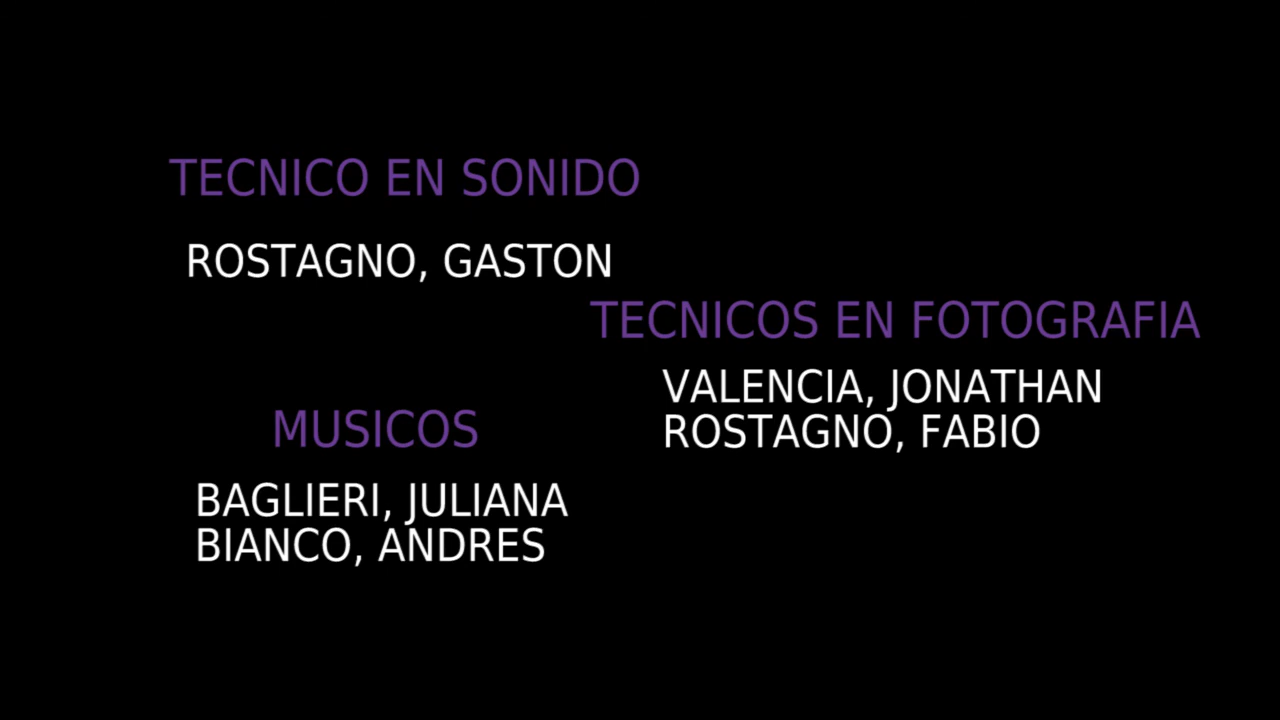 TECNICO EN SONIDO
ROSTAGNO, GASTON
TECNICOS EN FOTOGRAFIA
VALENCIA, JONATHAN
ROSTAGNO, FABIO
MUSICOS
BAGLIERI, JULIANA
BIANCO, ANDRES